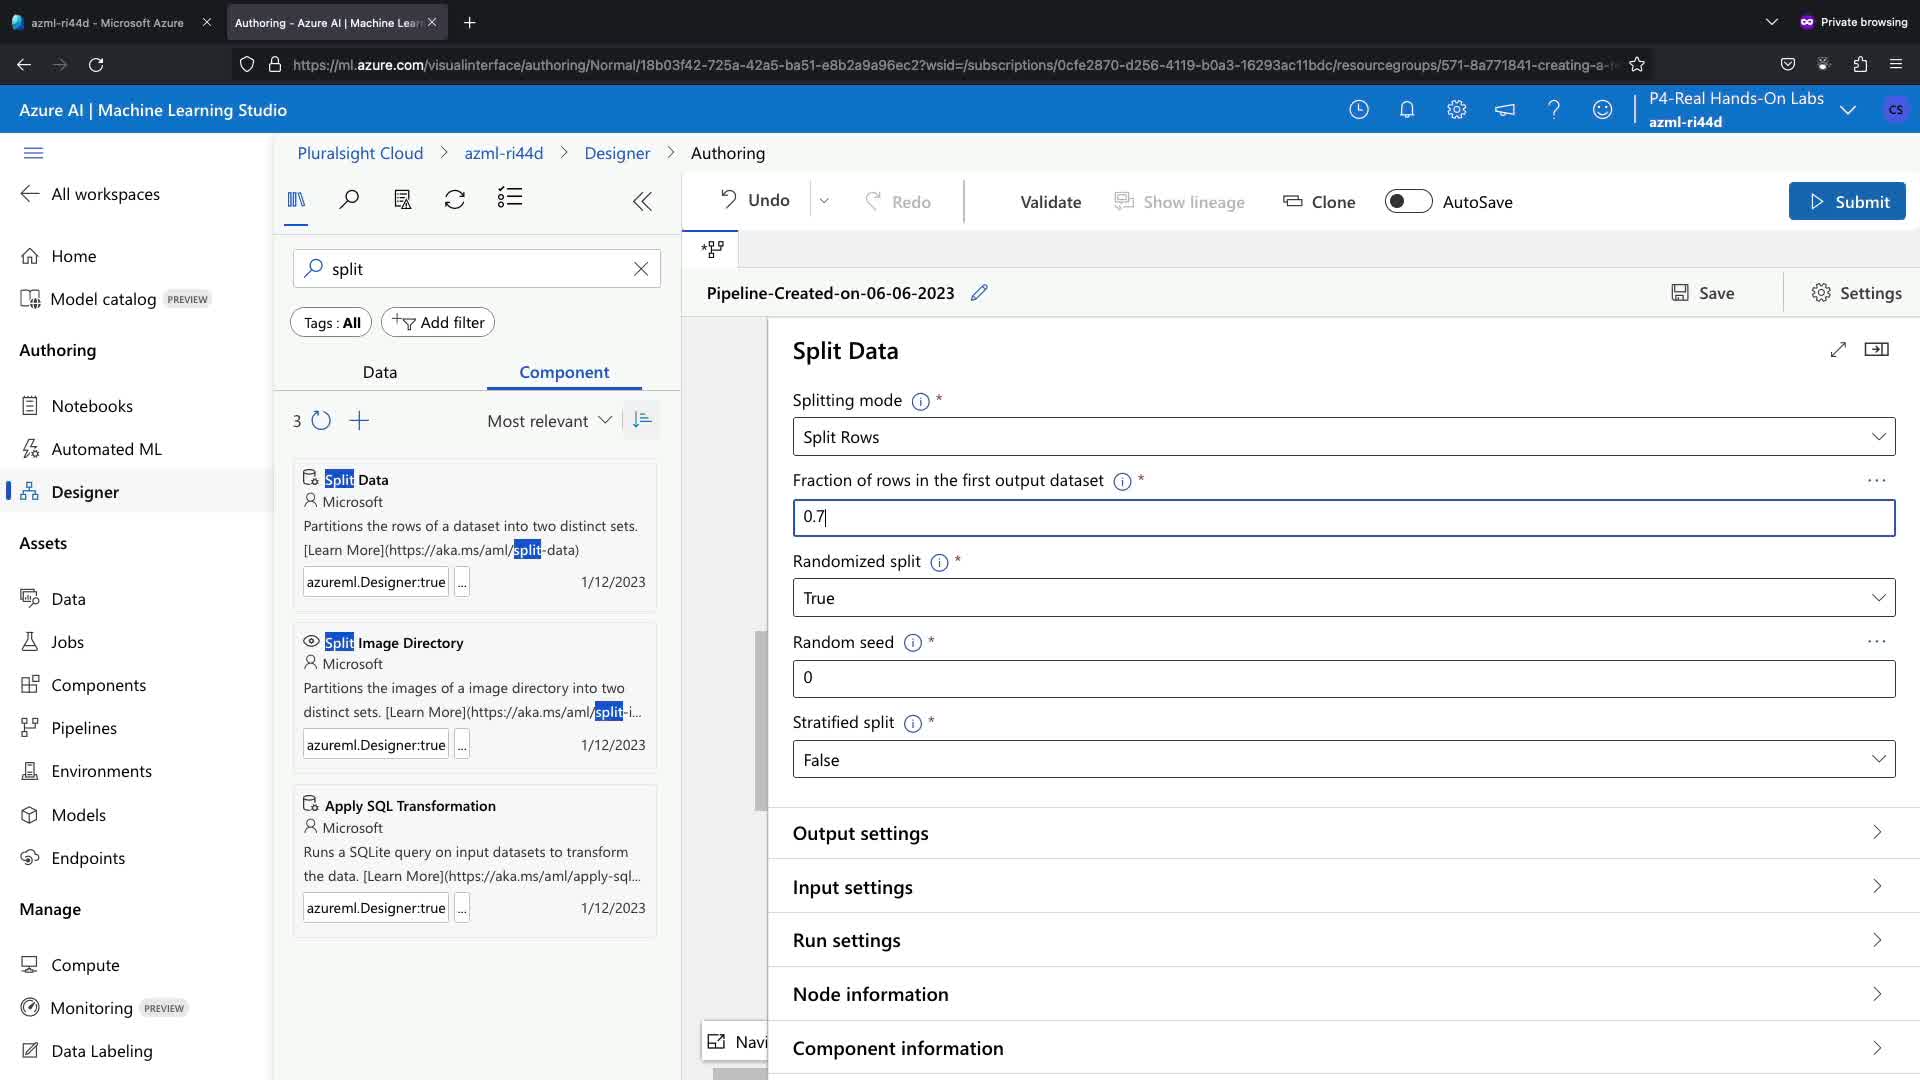 azml-ri44d - Microsoft Azure
Authoring - Azure AI | Machine Lear
Private browsing
https://ml.azure.com/visualinterface/authoring/Normal/18b03f42-725a-42a5-ba51-e8b2a9a96ec2?wsid=/subscriptions/0cfe2870-d256-4119-b0a3-16293ac11bdc/resourcegroups/571-8a771841-creating-a-
Azure AI | Machine Learning Studio
P4-Real Hands-On Labs
azml-ri44d
CS
All workspaces
Home
Model catalog PREVIEW
Authoring
Notebooks
Automated ML
Designer
Assets
Data
Jobs
Components
Pipelines
Environments
Models
Endpoints
Manage
Compute
Monitoring PREVIEW
Data Labeling
Pluralsight Cloud > azml-ri44d > Designer > Authoring
split
Tags : All
Add filter
Data
Component
3
Most relevant
Split Data
Microsoft
Partitions the rows of a dataset into two distinct sets.
[Learn More](https://aka.ms/aml/split-data)
azureml.Designer:true ... 1/12/2023
Split Image Directory
Microsoft
Partitions the images of a image directory into two
distinct sets. [Learn More](https://aka.ms/aml/split-i...
azureml.Designer:true ... 1/12/2023
Apply SQL Transformation
Microsoft
Runs a SQLite query on input datasets to transform
the data. [Learn More](https://aka.ms/aml/apply-sql...
azureml.Designer:true ... 1/12/2023
Undo
Redo
Validate
Show lineage
Clone
AutoSave
Submit
Pipeline-Created-on-06-06-2023
Save
Settings
Navi
Split Data
Splitting mode *
Split Rows
Fraction of rows in the first output dataset *
0.7
Randomized split *
True
Random seed *
0
Stratified split *
False
Output settings
Input settings
Run settings
Node information
Component information